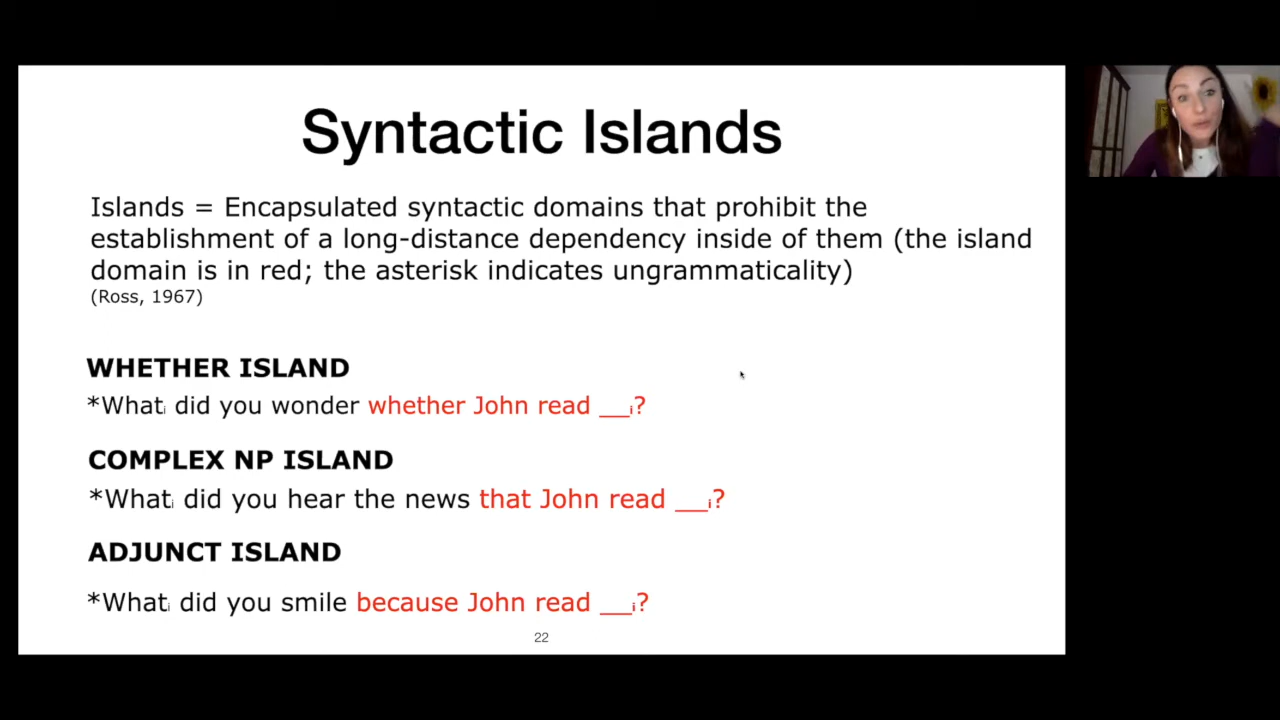 Syntactic Islands
Islands = Encapsulated syntactic domains that prohibit the
establishment of a long-distance dependency inside of them (the island
domain is in red; the asterisk indicates ungrammaticality)
(Ross, 1967)
WHETHER ISLAND
*Whatᵢ did you wonder whether John read __ᵢ?
COMPLEX NP ISLAND
*Whatᵢ did you hear the news that John read __ᵢ?
ADJUNCT ISLAND
*Whatᵢ did you smile because John read __ᵢ?
22